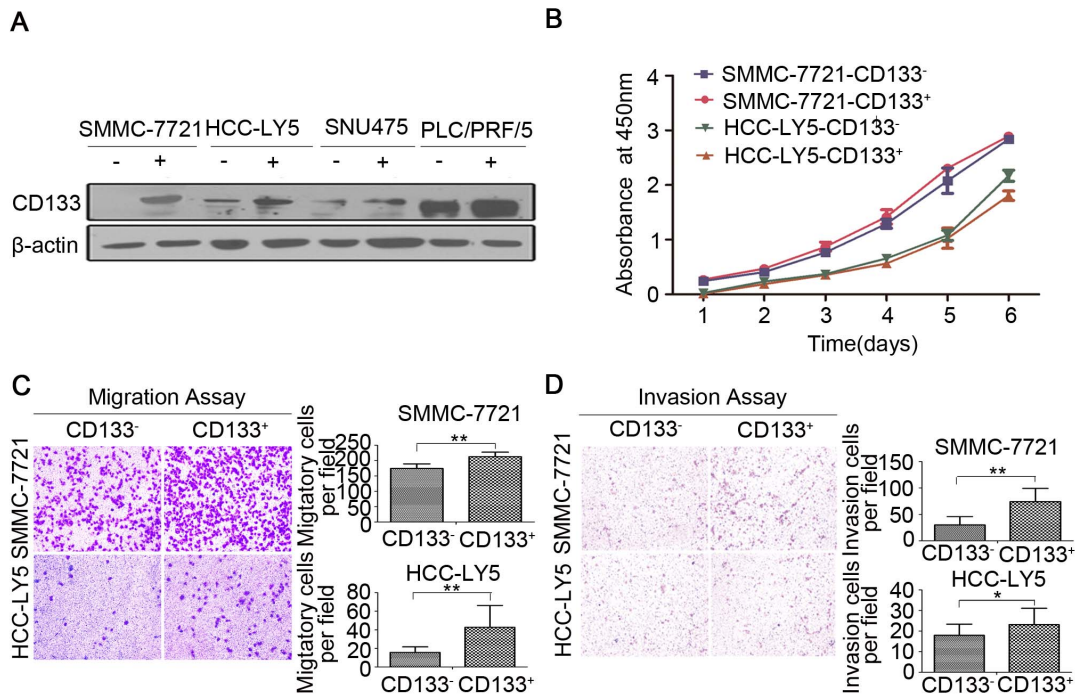 A
SMMC-7721 HCC-LY5 SNU475 PLC/PRF/5
- + - + - + - +
CD133
β-actin
B
Absorbance at 450nm
4
3
2
1
0
SMMC-7721-CD133-
SMMC-7721-CD133+
HCC-LY5-CD133-
HCC-LY5-CD133+
1 2 3 4 5 6
Time(days)
C
Migration Assay
CD133- CD133+
SMMC-7721
HCC-LY5
SMMC-7721
Migtatory cells
per field
250
200
150
100
50
0
**
CD133- CD133+
HCC-LY5
Migtatory cells
per field
80
60
40
20
0
**
CD133- CD133+
D
Invasion Assay
CD133- CD133+
SMMC-7721
HCC-LY5
SMMC-7721
Invasion cells
per field
150
100
50
0
**
CD133- CD133+
HCC-LY5
Invasion cells
per field
40
30
20
10
0
*
CD133- CD133+